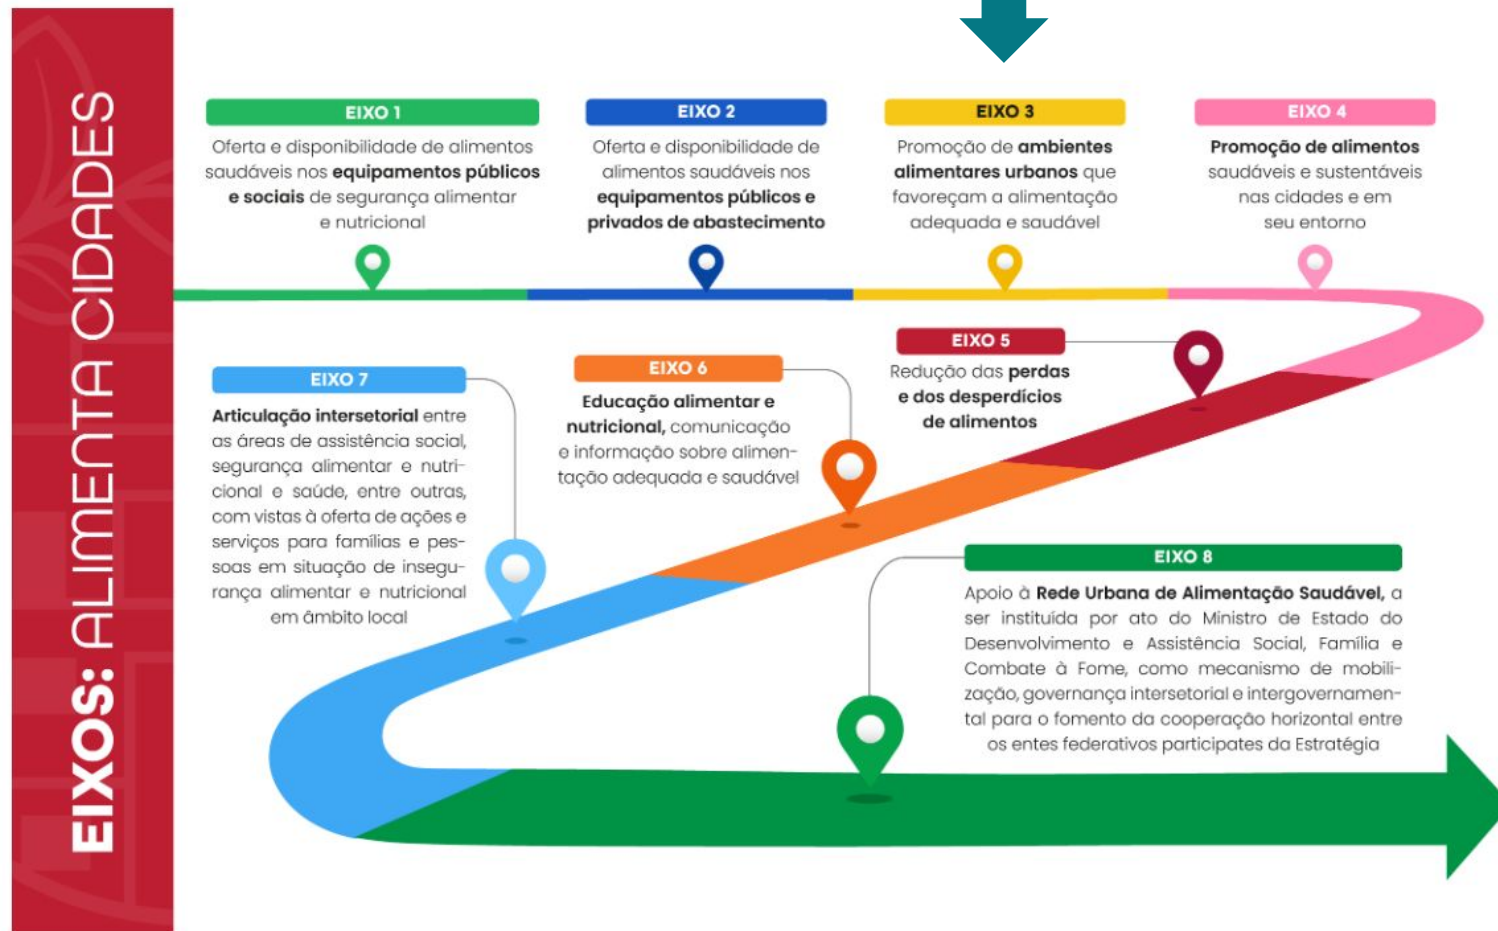 EIXOS: ALIMENTA CIDADES
EIXO 1
Oferta e disponibilidade de alimentos
saudáveis nos equipamentos públicos
e sociais de segurança alimentar
e nutricional
EIXO 2
Oferta e disponibilidade de
alimentos saudáveis nos
equipamentos públicos e
privados de abastecimento
EIXO 3
Promoção de ambientes
alimentares urbanos que
favoreçam a alimentação
adequada e saudável
EIXO 4
Promoção de alimentos
saudáveis e sustentáveis
nas cidades e em
seu entorno
EIXO 5
Redução das perdas
e dos desperdícios
de alimentos
EIXO 6
Educação alimentar e
nutricional, comunicação
e informação sobre alimen-
tação adequada e saudável
EIXO 7
Articulação intersetorial entre
as áreas de assistência social,
segurança alimentar e nutri-
cional e saúde, entre outras,
com vistas à oferta de ações e
serviços para famílias e pes-
soas em situação de insegu-
rança alimentar e nutricional
em âmbito local
EIXO 8
Apoio à Rede Urbana de Alimentação Saudável, a
ser instituída por ato do Ministro de Estado do
Desenvolvimento e Assistência Social, Família e
Combate à Fome, como mecanismo de mobili-
zação, governança intersetorial e intergovernamen-
tal para o fomento da cooperação horizontal entre
os entes federativos participates da Estratégia